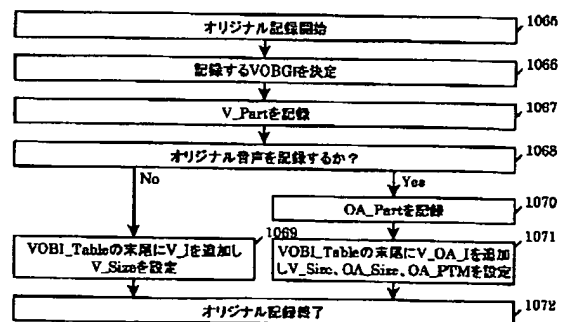 オリジナル記録開始
1065
記録するVOBGIを決定
1066
V_Partを記録
1067
オリジナル音声を記録するか？
1068
No
Yes
OA_Partを記録
1070
1069
VOBI_Tableの末尾にV_Iを追加し
V_Sizeを設定
1071
VOBI_Tableの末尾にV_OA_Iを追加
しV_Size、OA_Size、OA_PTMを設定
オリジナル記録終了
1072